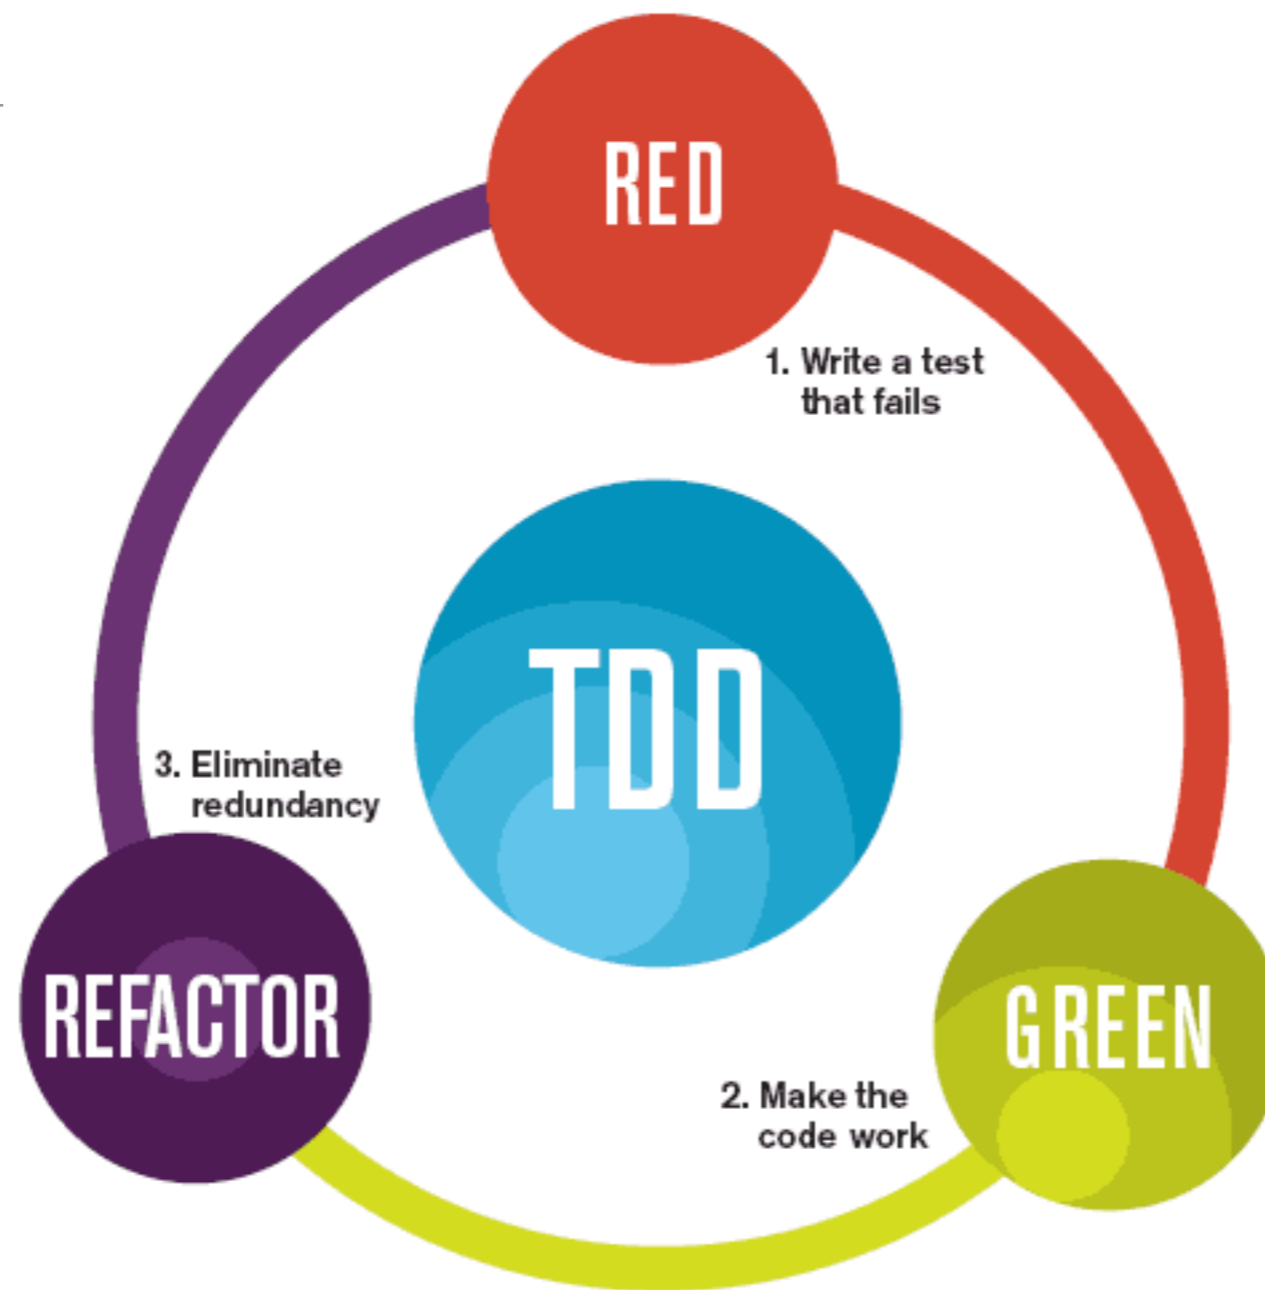 RED
1. Write a test
that fails
TDD
3. Eliminate
redundancy
REFACTOR
GREEN
2. Make the
code work